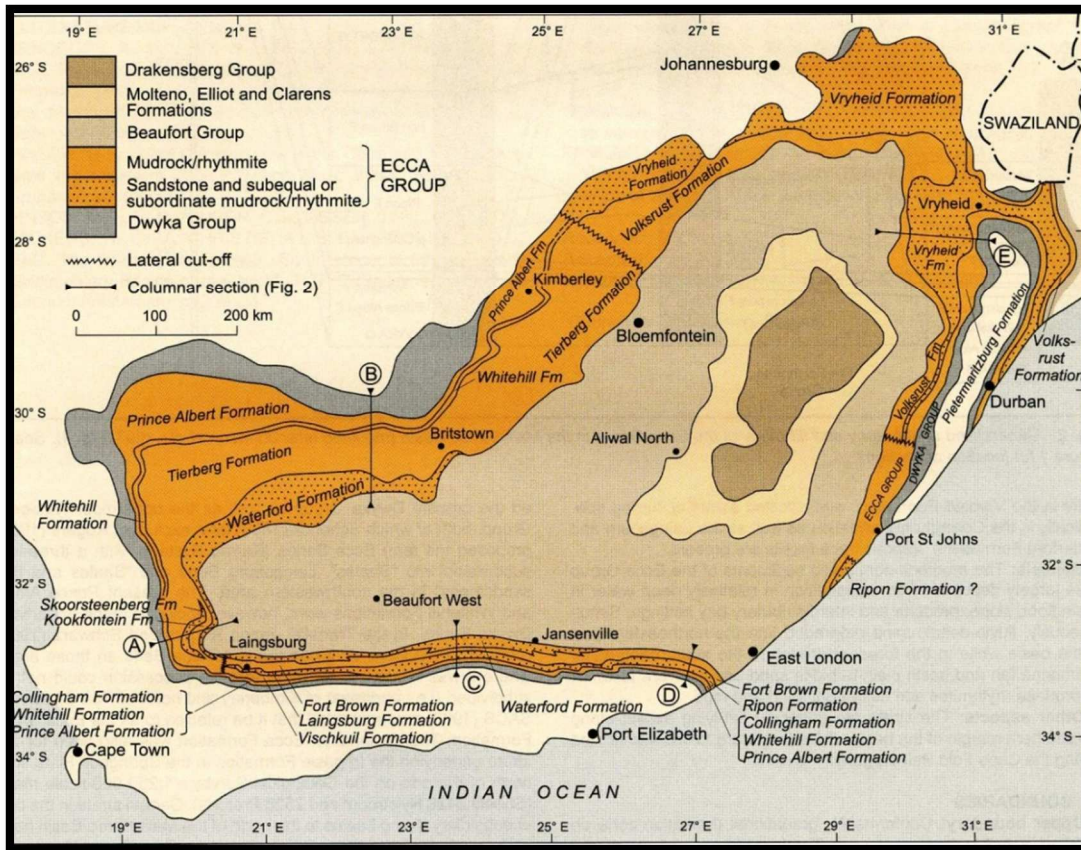 19° E
21° E
23° E
25° E
27° E
31° E
26° S
28° S
30° S
32° S
34° S
Drakensberg Group
Molteno, Elliot and Clarens
Formations
Beaufort Group
Mudrock/rhythmite
Sandstone and subequal or
subordinate mudrock/rhythmite
ECCA
GROUP
Dwyka Group
Lateral cut-off
Columnar section (Fig. 2)
0 100 200 km
Johannesburg
Vryheid Formation
SWAZILAND
Vryheid
Formation
Volksrust Formation
Vryheid
Vryheid
Fm
E
Prince Albert Fm
Kimberley
Tierberg Formation
Bloemfontein
Whitehill Fm
Pietermaritzburg Formation
Volks-
rust
Formation
Volksrust Fm
DWYKA GROUP
Durban
B
Prince Albert Formation
Britstown
Tierberg Formation
Aliwal North
Waterford Formation
ECCA GROUP
Whitehill
Formation
Port St Johns
Ripon Formation ?
Skoorsteenberg Fm
Kookfontein Fm
Beaufort West
A
Laingsburg
Jansenville
East London
C
D
Collingham Formation
Whitehill Formation
Prince Albert Formation
Fort Brown Formation
Laingsburg Formation
Vischkuil Formation
Waterford Formation
Fort Brown Formation
Ripon Formation
Collingham Formation
Whitehill Formation
Prince Albert Formation
Cape Town
Port Elizabeth
INDIAN OCEAN
32° S
34° S
19° E
21° E
23° E
25° E
27° E
31° E